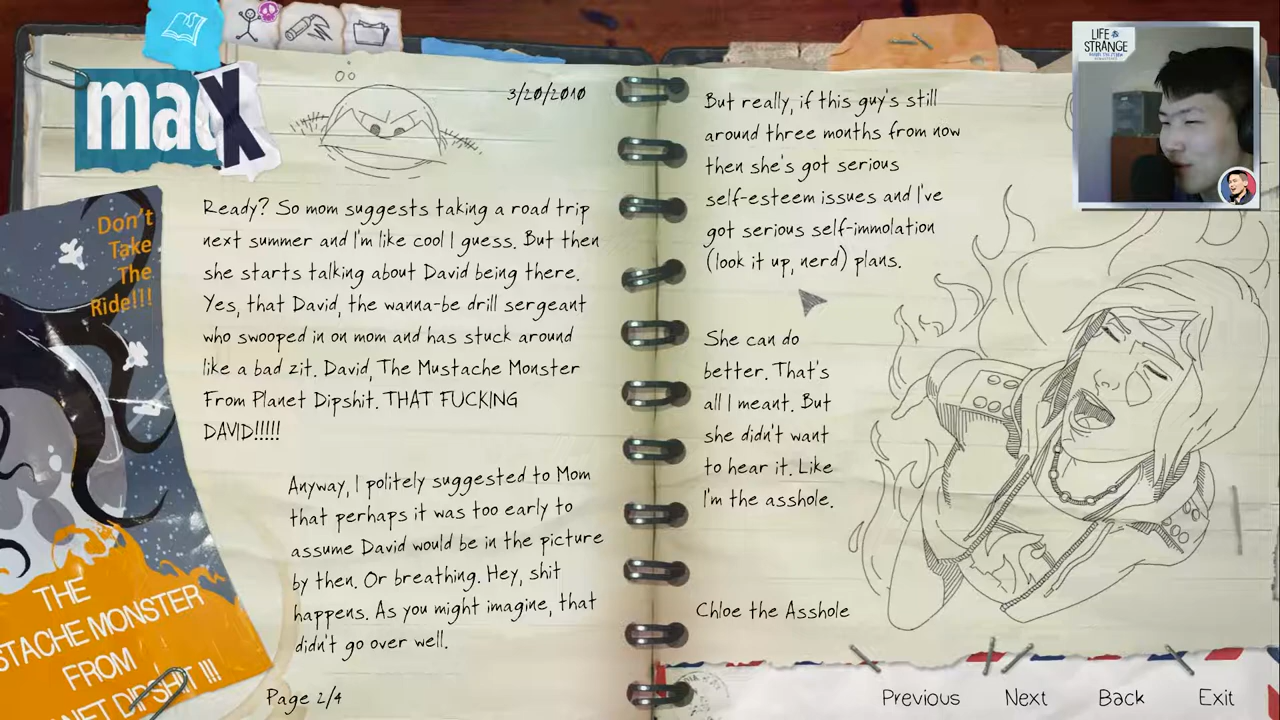 max
3/20/2010
Don't
Take
The
Ride!!!
Ready? So mom suggests taking a road trip
next summer and I'm like cool I guess. But then
she starts talking about David being there.
Yes, that David, the wanna-be drill sergeant
who swooped in on mom and has stuck around
like a bad zit. David, The Mustache Monster
From Planet Dipshit. THAT FUCKING
DAVID!!!!!
Anyway, I politely suggested to Mom
that perhaps it was too early to
assume David would be in the picture
by then. Or breathing. Hey, shit
happens. As you might imagine, that
didn't go over well.
THE
STACHE MONSTER
FROM
ANET DIPSHIT !!!
Page 2/4
But really, if this guy's still
around three months from now
then she's got serious
self-esteem issues and I've
got serious self-immolation
(look it up, nerd) plans.
She can do
better. That's
all I meant. But
she didn't want
to hear it. Like
I'm the asshole.
Chloe the Asshole
LIFE IS
STRANGE
Previous Next Back Exit